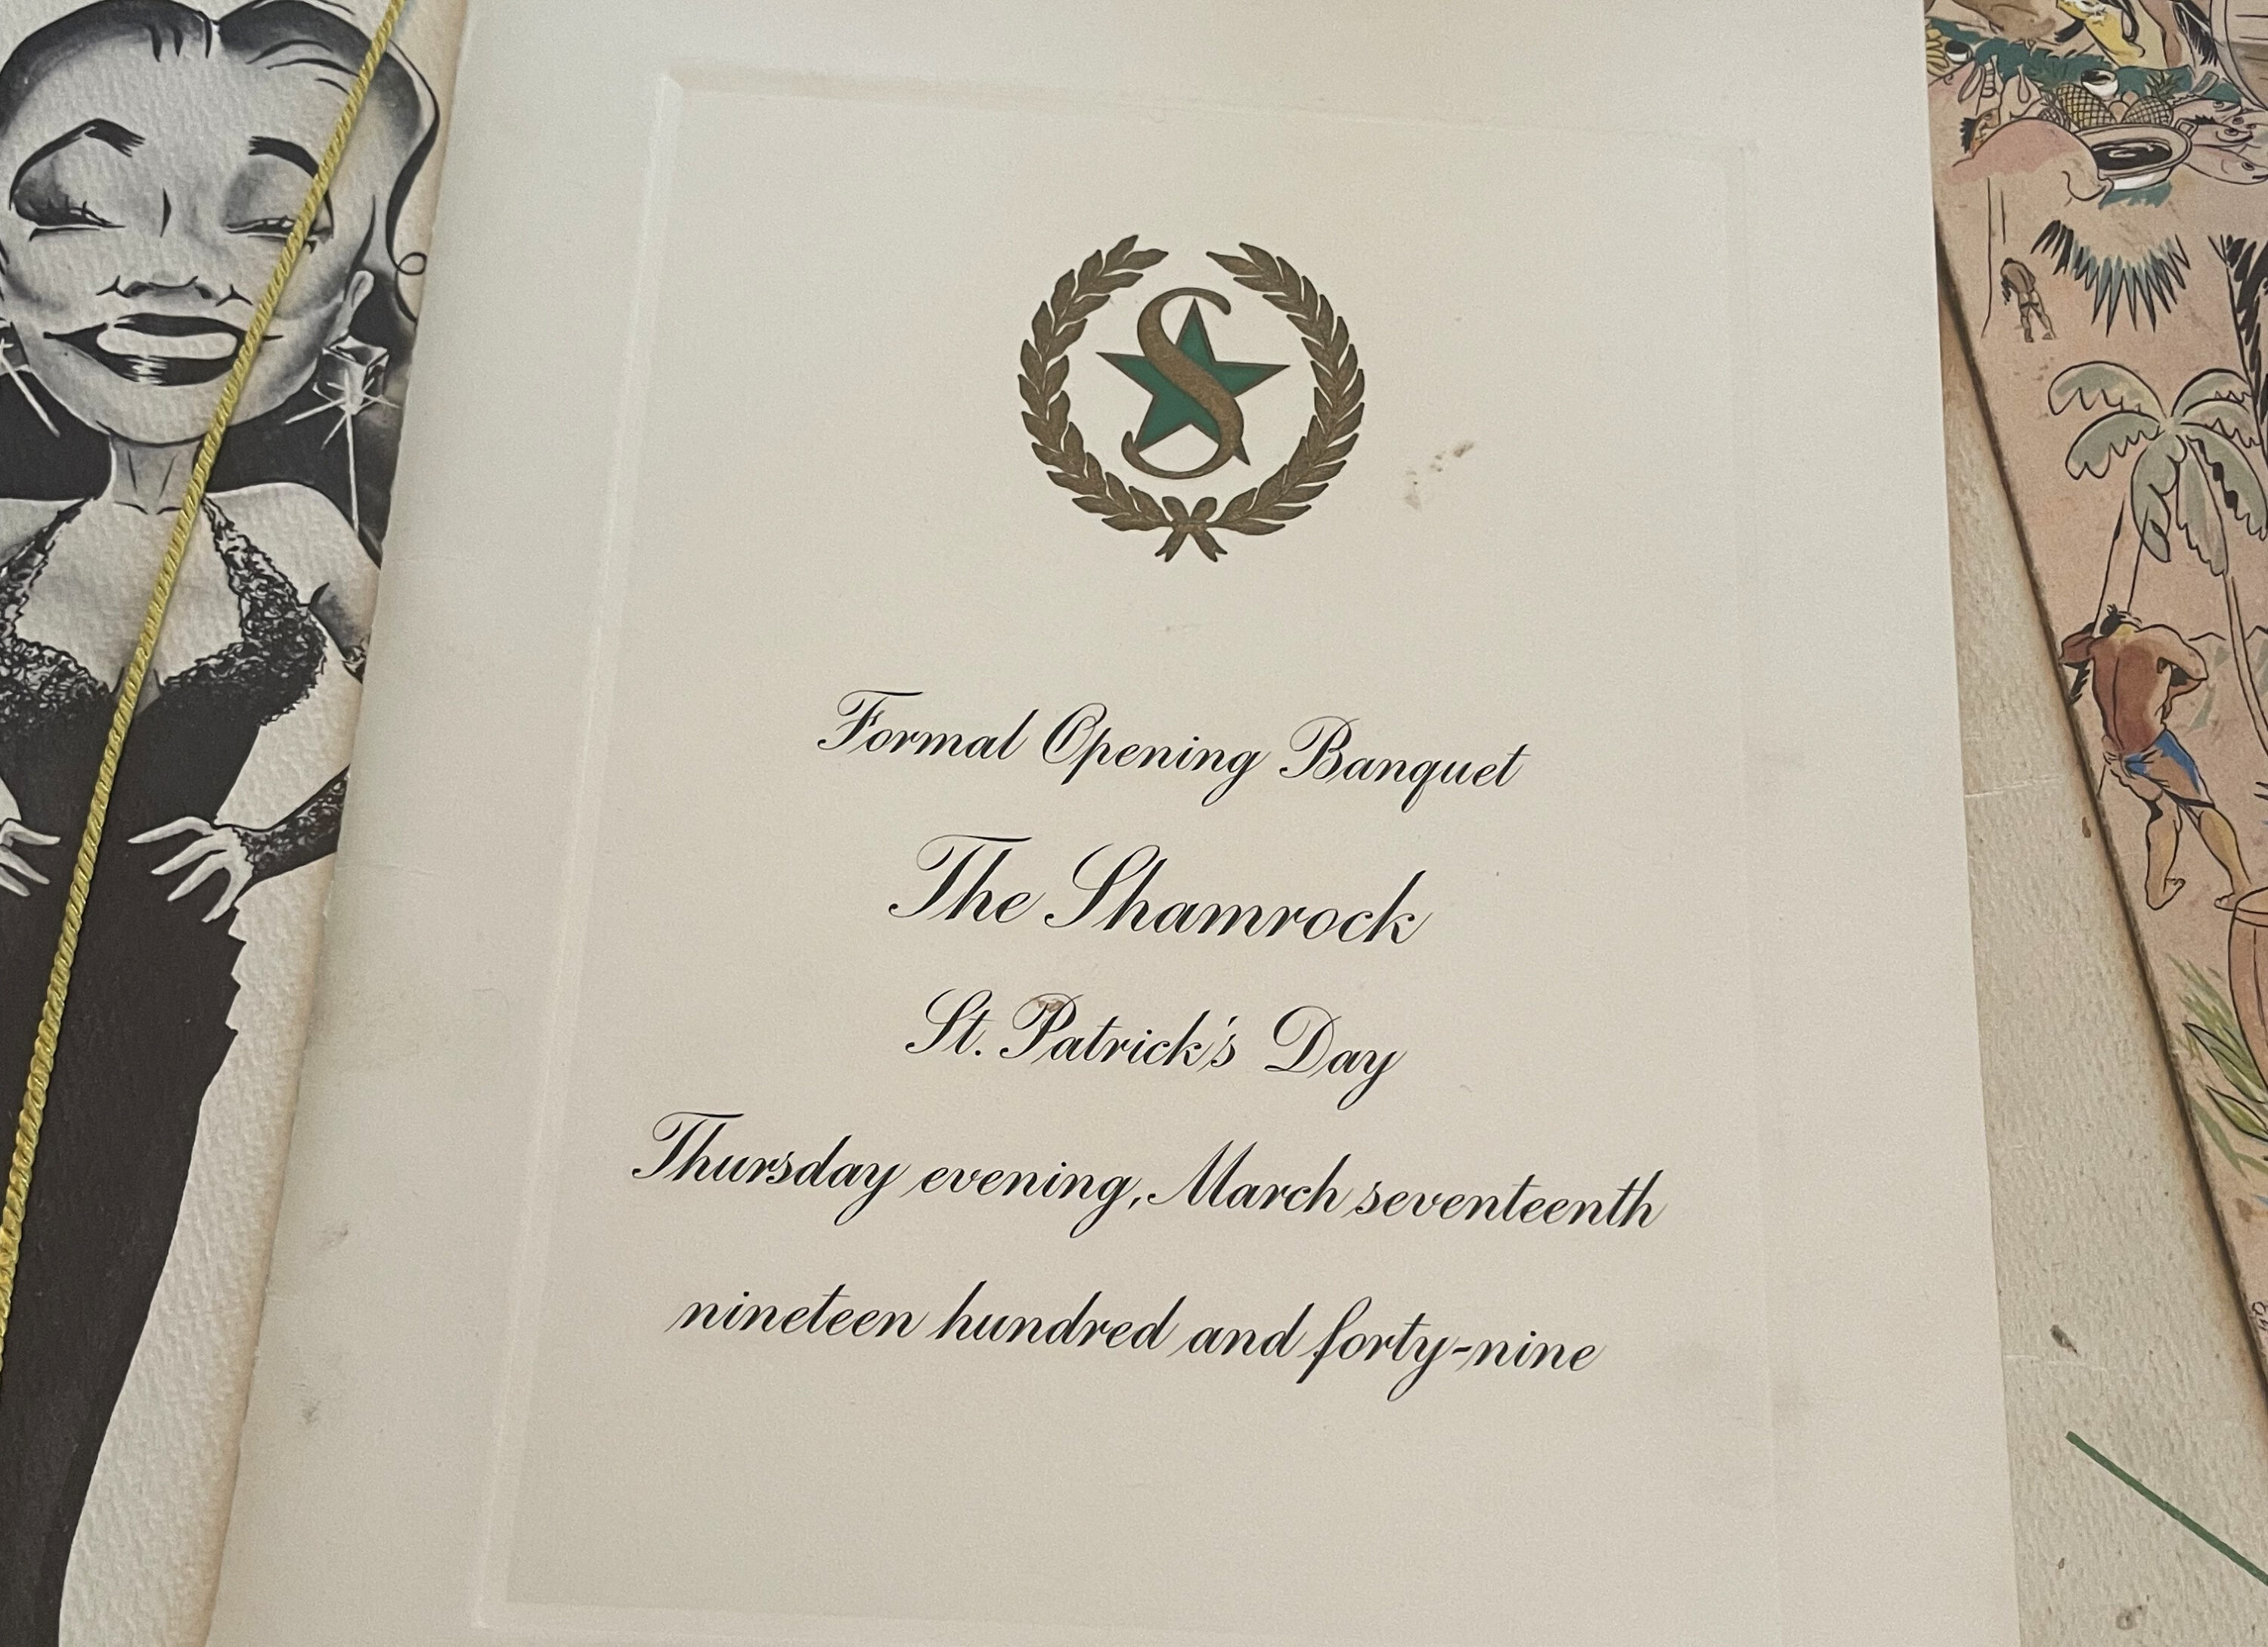 S
Formal Opening Banquet
The Shamrock
St. Patrick's Day
Thursday evening, March seventeenth
nineteen hundred and forty-nine